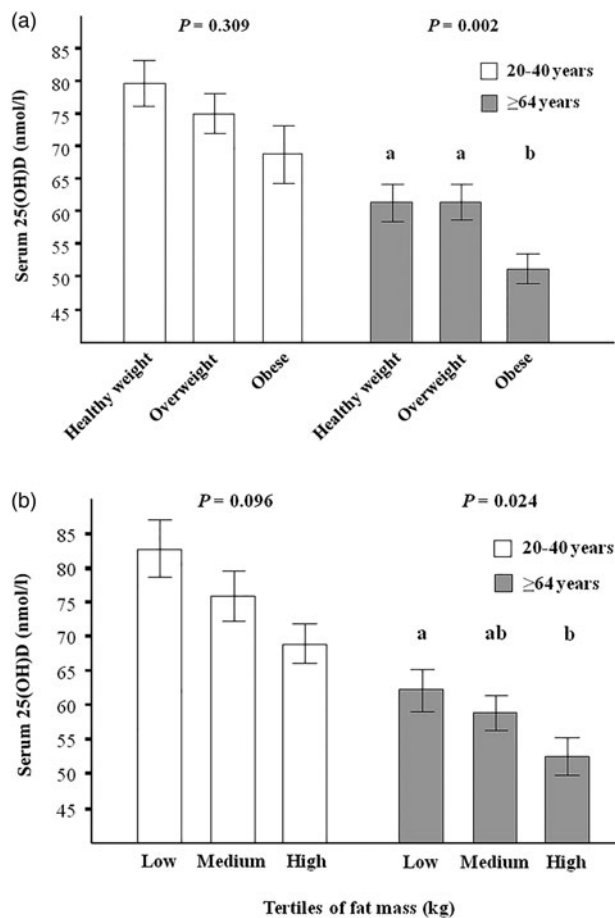 (a)
P = 0.309
P = 0.002
85
80
75
70
65
60
55
50
45
Serum 25(OH)D (nmol/l)
20-40 years
≥64 years
a
a
b
Healthy weight
Overweight
Obese
Healthy weight
Overweight
Obese
(b)
P = 0.096
P = 0.024
85
80
75
70
65
60
55
50
45
Serum 25(OH)D (nmol/l)
20-40 years
≥64 years
a
ab
b
Low Medium High Low Medium High
Tertiles of fat mass (kg)